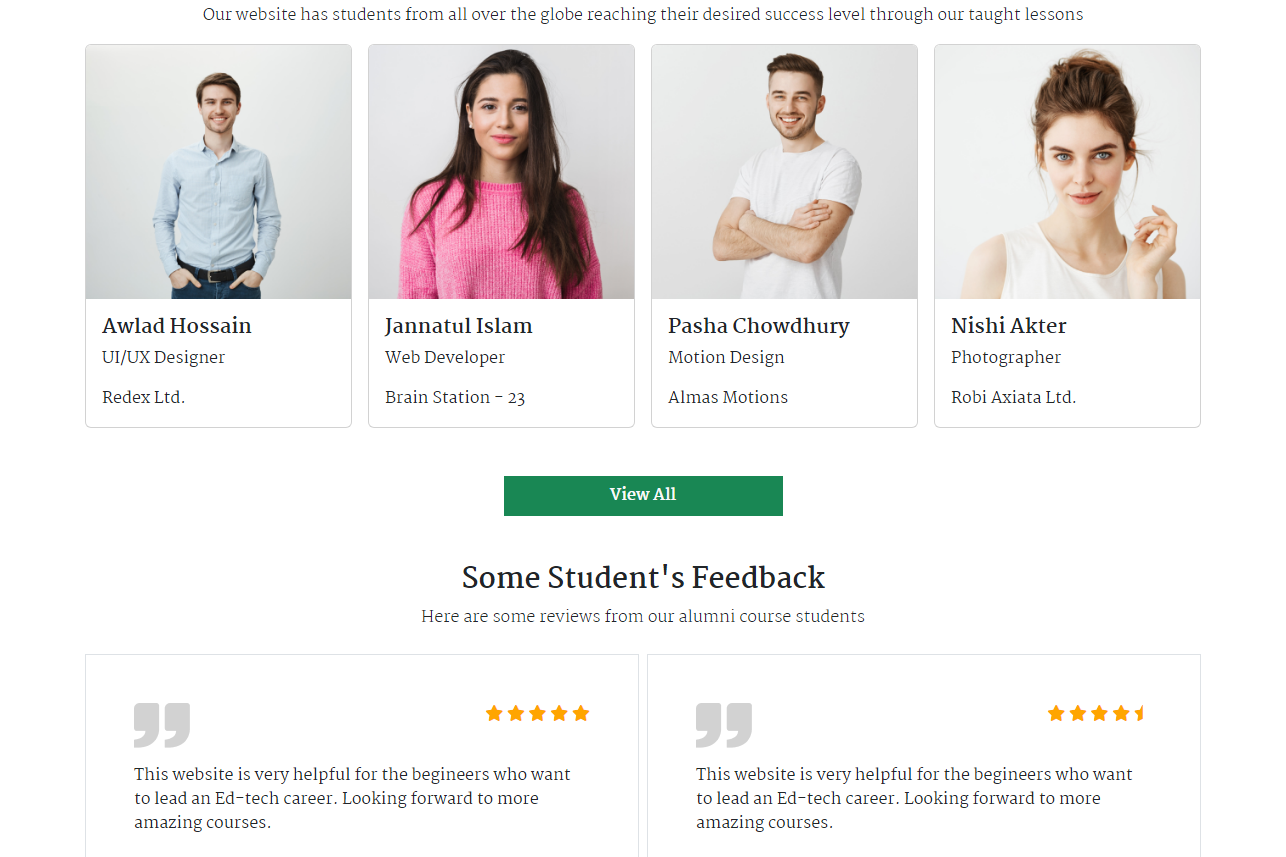 Our website has students from all over the globe reaching their desired success level through our taught lessons
Awlad Hossain
UI/UX Designer
Redex Ltd.
Jannatul Islam
Web Developer
Brain Station - 23
Pasha Chowdhury
Motion Design
Almas Motions
Nishi Akter
Photographer
Robi Axiata Ltd.
View All
Some Student's Feedback
Here are some reviews from our alumni course students
This website is very helpful for the begineers who want
to lead an Ed-tech career. Looking forward to more
amazing courses.
This website is very helpful for the begineers who want
to lead an Ed-tech career. Looking forward to more
amazing courses.